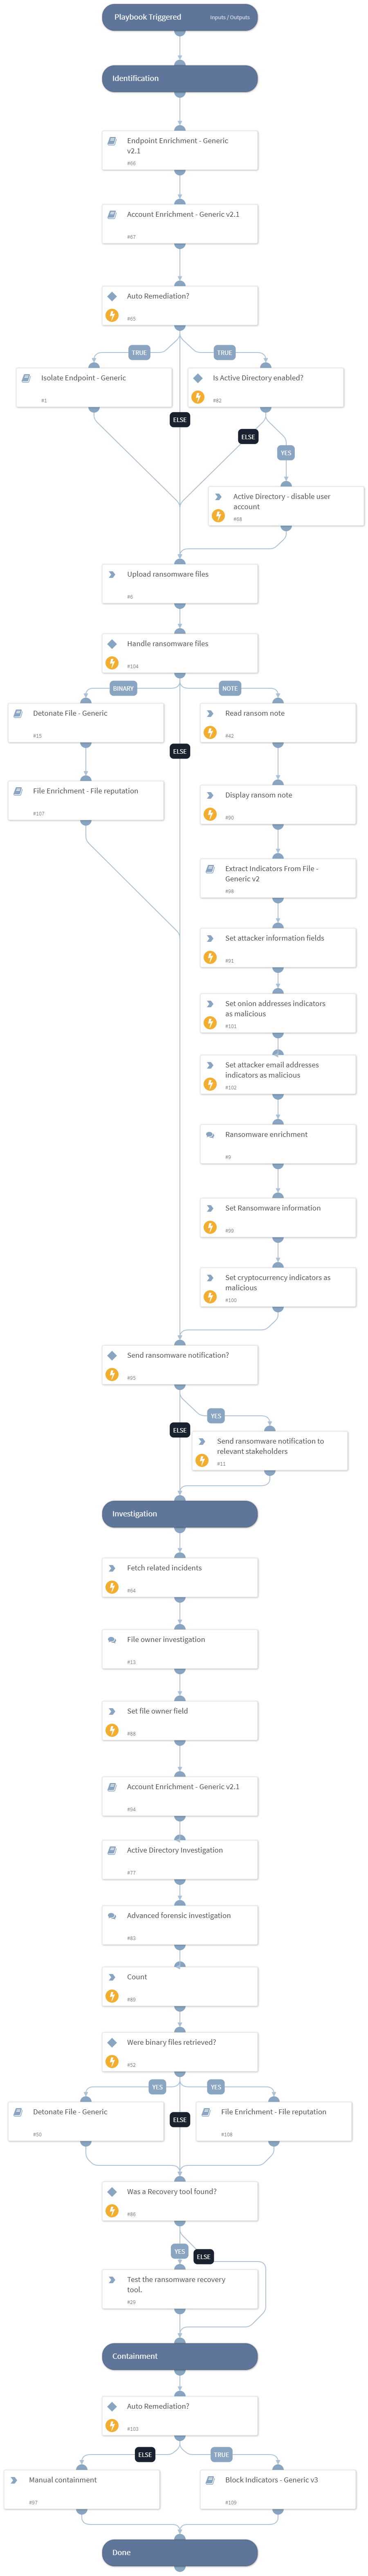 Playbook Triggered
Inputs / Outputs
Identification
Endpoint Enrichment - Generic
v2.1
#66
Account Enrichment - Generic v2.1
#67
Auto Remediation?
#65
TRUE
TRUE
Isolate Endpoint - Generic
#1
Is Active Directory enabled?
#82
ELSE
ELSE
YES
Active Directory - disable user
account
#68
Upload ransomware files
#6
Handle ransomware files
#104
BINARY
NOTE
Detonate File - Generic
#15
Read ransom note
#42
ELSE
File Enrichment - File reputation
#107
Display ransom note
#90
Extract Indicators From File -
Generic v2
#98
Set attacker information fields
#91
Set onion addresses indicators
as malicious
#101
Set attacker email addresses
indicators as malicious
#102
Ransomware enrichment
#8
Set Ransomware information
#99
Set cryptocurrency indicators as
malicious
#100
Send ransomware notification?
#95
YES
ELSE
Send ransomware notification to
relevant stakeholders
#11
Investigation
Fetch related incidents
#64
File owner investigation
#13
Set file owner field
#88
Account Enrichment - Generic v2.1
#94
Active Directory Investigation
#77
Advanced forensic investigation
#83
Count
#89
Were binary files retrieved?
#52
YES
YES
Detonate File - Generic
#50
ELSE
File Enrichment - File reputation
#108
Was a Recovery tool found?
#86
YES
ELSE
Test the ransomware recovery
tool.
#29
Containment
Auto Remediation?
#103
ELSE
TRUE
Manual containment
#97
Block Indicators - Generic v3
#109
Done